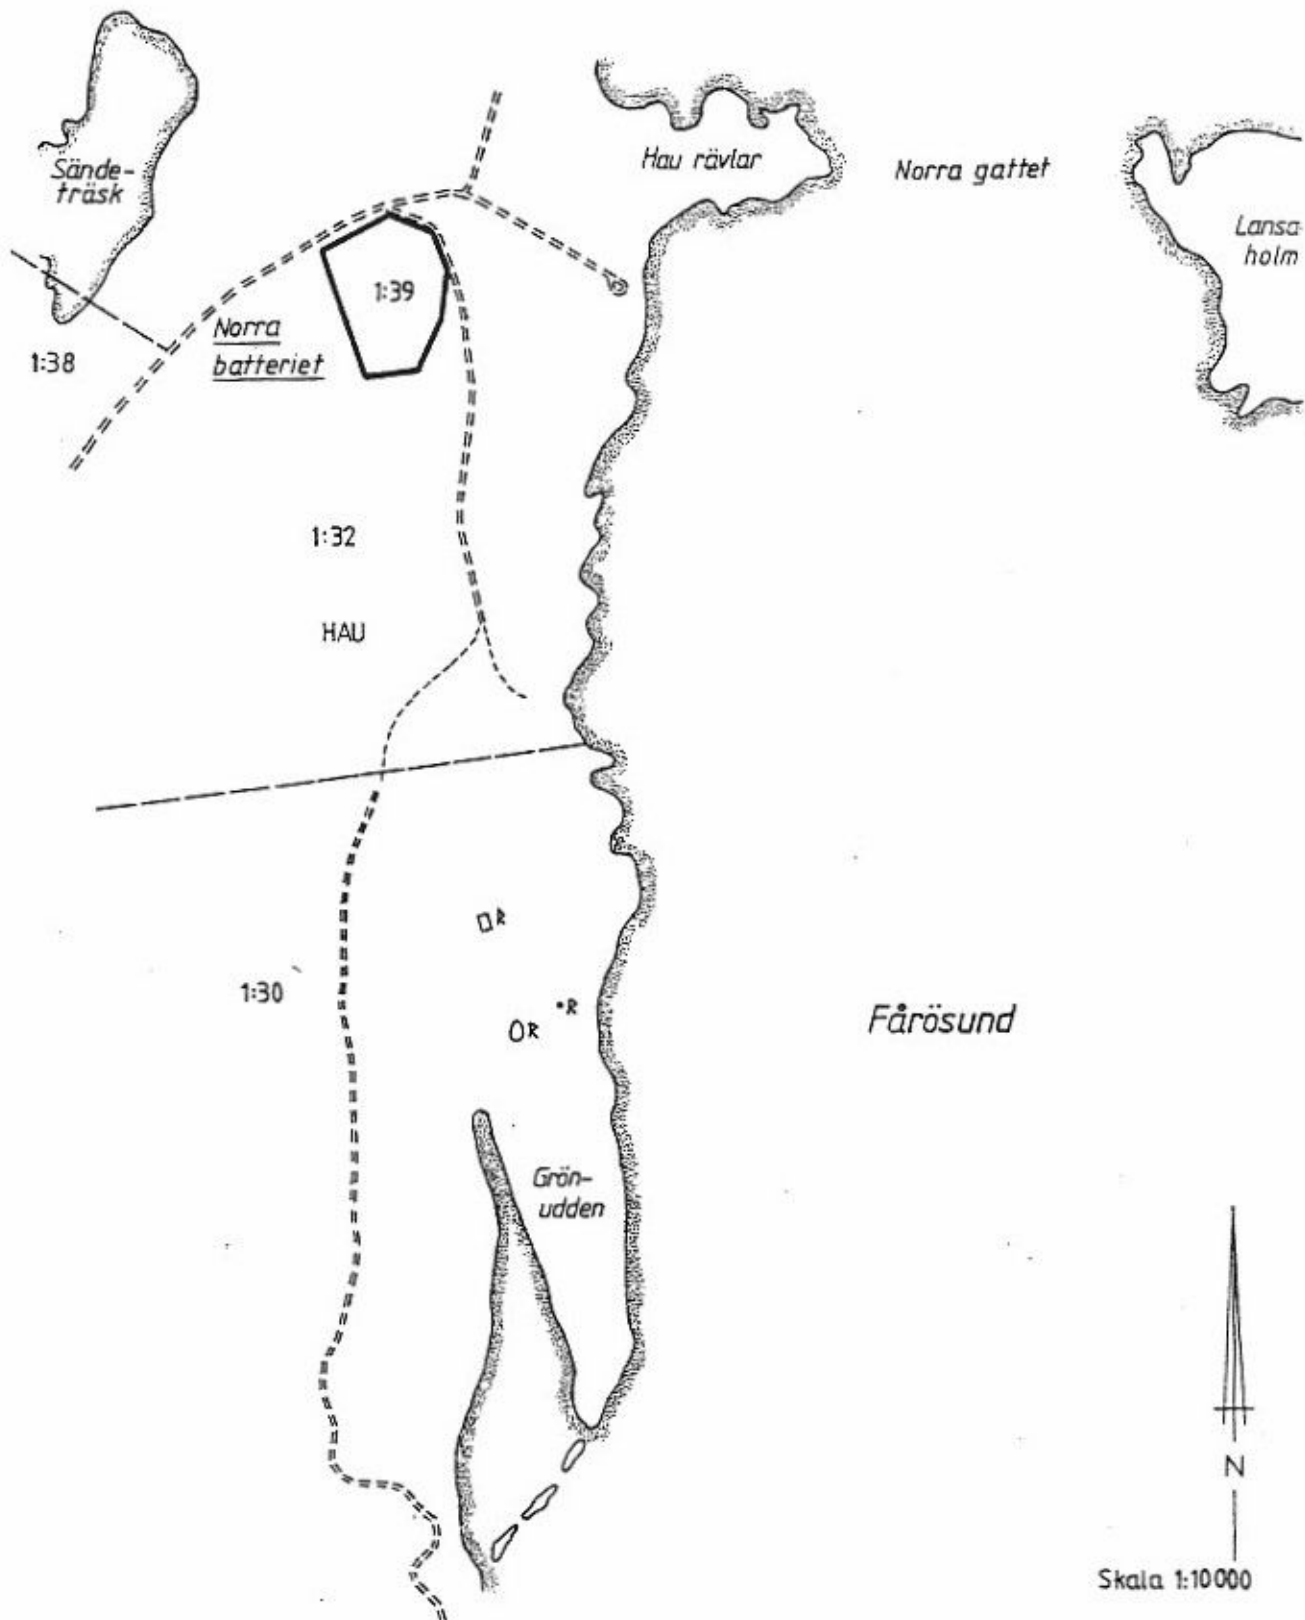 Sände-
träsk
Hau rävlar
Norra gattet
Lansa-
holm
1:39
Norra
batteriet
1:38
1:32
HAU
R
R
R
1:30
Fårösund
Grön-
udden
N
Skala 1:10000